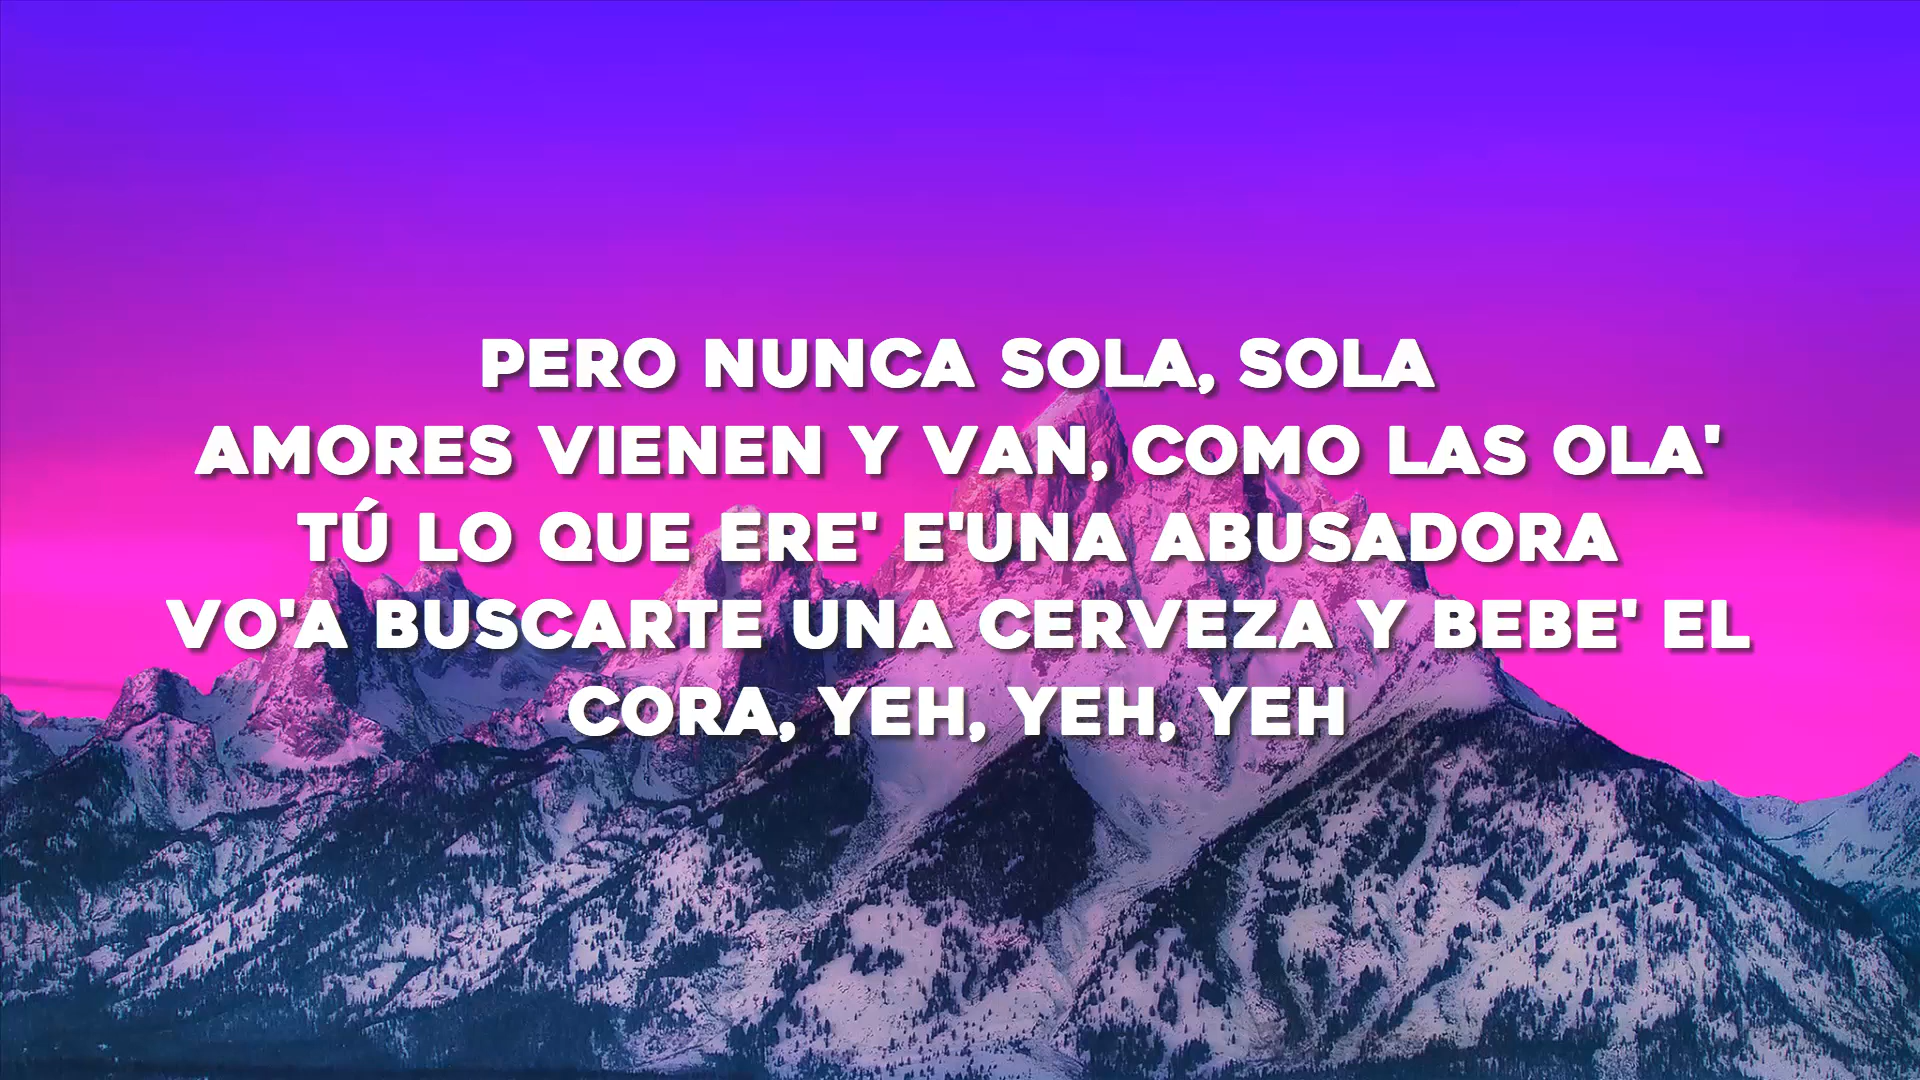 PERO NUNCA SOLA, SOLA
AMORES VIENEN Y VAN, COMO LAS OLA'
TÚ LO QUE ERE' E'UNA ABUSADORA
VO'A BUSCARTE UNA CERVEZA Y BEBE' EL
CORA, YEH, YEH, YEH